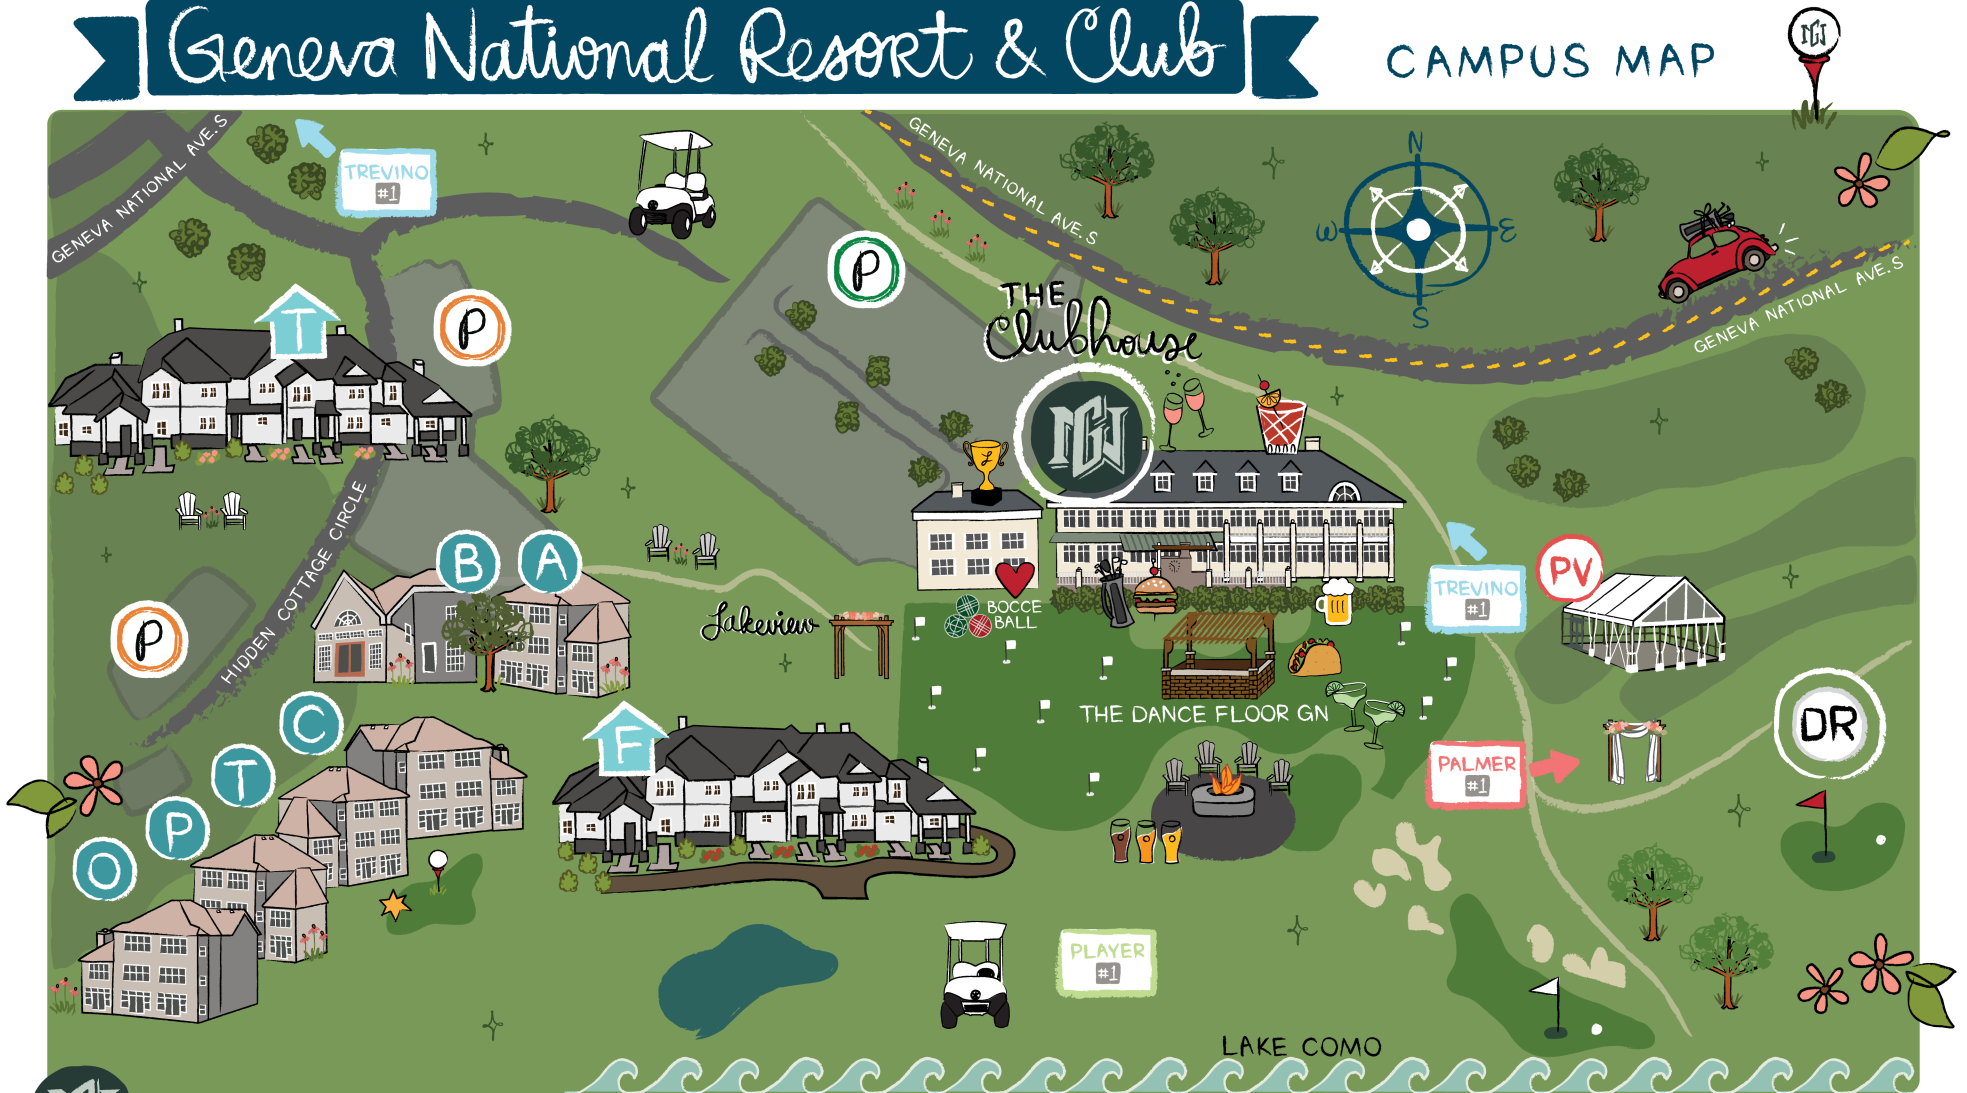 Geneva National Resort & Club
CAMPUS MAP
GENEVA NATIONAL AVE.S
TREVINO
#1
GENEVA NATIONAL AVE.S
N
W
E
S
GENEVA NATIONAL AVE.S
P
T
P
THE
Clubhouse
HIDDEN COTTAGE CIRCLE
B
A
P
Lakeview
BOCCE
BALL
TREVINO
#1
PV
THE DANCE FLOOR GN
C
T
P
O
F
PALMER
#1
DR
PLAYER
#1
LAKE COMO